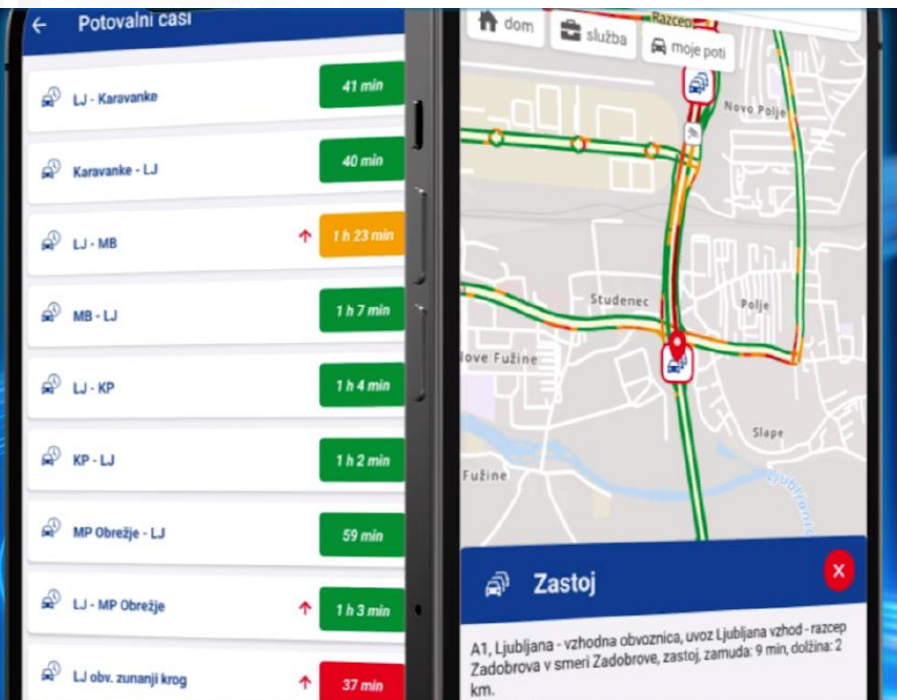 Potovalni časi
LJ - Karavanke
41 min
Karavanke - LJ
40 min
LJ - MB
1 h 23 min
MB - LJ
1 h 7 min
LJ - KP
1 h 4 min
KP - LJ
1 h 2 min
MP Obrežje - LJ
59 min
LJ - MP Obrežje
1 h 3 min
LJ obv. zunanji krog
37 min
dom
služba
moje poti
Razcep
Novo Polje
Studenec
Polje
Nove Fužine
Slape
Fužine
Ljubljanic
Zastoj
X
A1, Ljubljana - vzhodna obvoznica, uvoz Ljubljana vzhod - razcep
Zadobrova v smeri Zadobrove, zastoj, zamuda: 9 min, dolžina: 2
km.